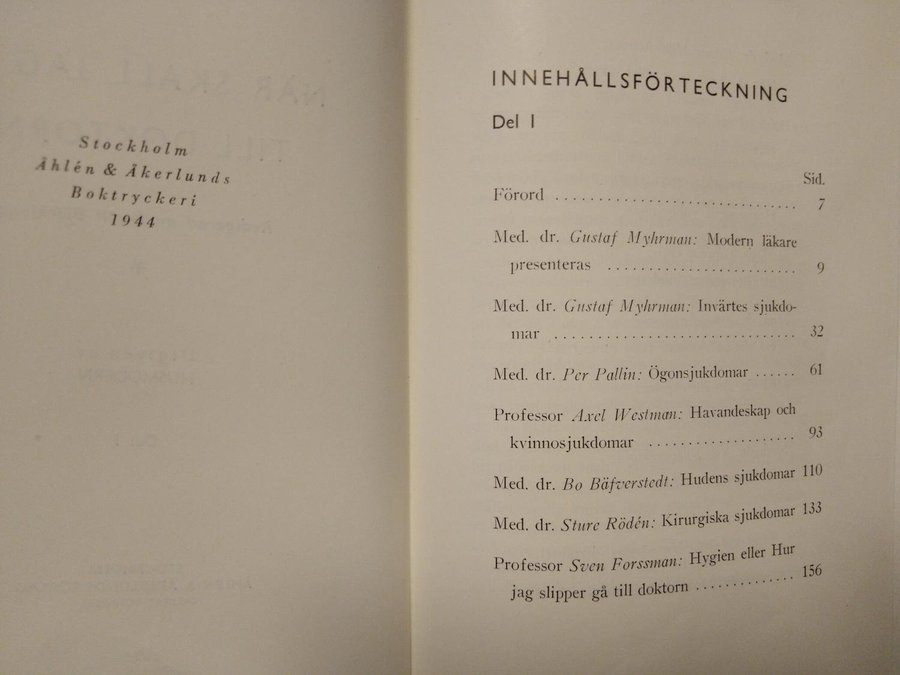 Stockholm
Åhlén & Åkerlunds
Boktryckeri
1944
INNEHÅLLSFÖRTECKNING
Del I
Sid.
Förord .............................. 7
Med. dr. Gustaf Myhrman: Modern läkare
presenteras ........................ 9
Med. dr. Gustaf Myhrman: Invärtes sjukdo-
mar .............................. 32
Med. dr. Per Pallin: Ögonsjukdomar ...... 61
Professor Axel Westman: Havandeskap och
kvinnosjukdomar ................... 93
Med. dr. Bo Bäfverstedt: Hudens sjukdomar 110
Med. dr. Sture Rödén: Kirurgiska sjukdomar 133
Professor Sven Forssman: Hygien eller Hur
jag slipper gå till doktorn ............. 156